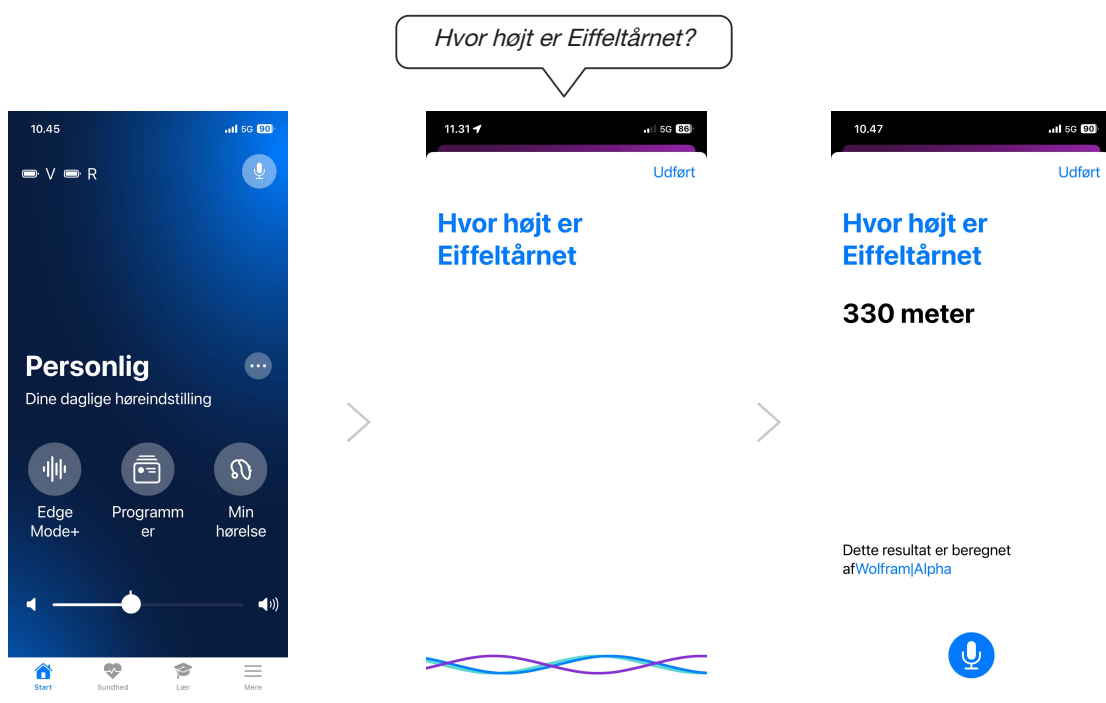 Hvor højt er Eiffeltårnet?
10.45
5G 90
V R
Personlig
Dine daglige høreindstilling
Edge
Mode+
Programm
er
Min
hørelse
Start
Sundhed
Lær
Mere
11.31
5G 86
Udført
Hvor højt er
Eiffeltårnet
10.47
5G 90
Udført
Hvor højt er
Eiffeltårnet
330 meter
Dette resultat er beregnet
afWolfram|Alpha